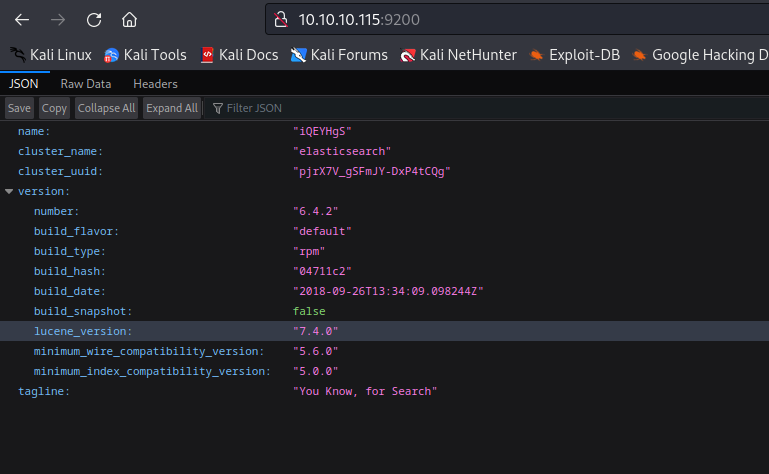 10.10.10.115:9200
Kali Linux Kali Tools Kali Docs Kali Forums Kali NetHunter Exploit-DB Google Hacking D
JSON Raw Data Headers
Save Copy Collapse All Expand All Filter JSON
name: "iQEYHgS"
cluster_name: "elasticsearch"
cluster_uuid: "pjrX7V_gSFmJY-DxP4tCQg"
version:
number: "6.4.2"
build_flavor: "default"
build_type: "rpm"
build_hash: "04711c2"
build_date: "2018-09-26T13:34:09.098244Z"
build_snapshot: false
lucene_version: "7.4.0"
minimum_wire_compatibility_version: "5.6.0"
minimum_index_compatibility_version: "5.0.0"
tagline: "You Know, for Search"